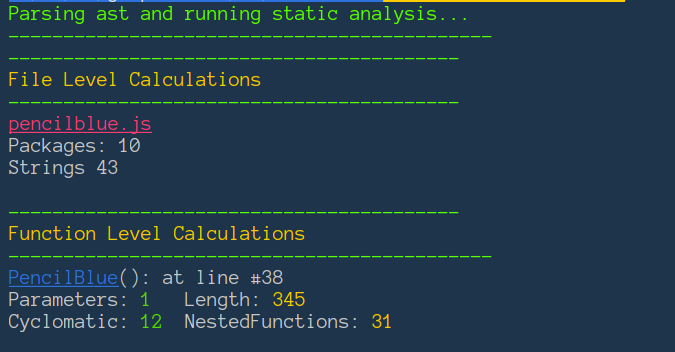 Parsing ast and running static analysis...
--------------------------------------------
-----------------------------------------
File Level Calculations
-----------------------------------------
pencilblue.js
Packages: 10
Strings 43
-----------------------------------------
Function Level Calculations
--------------------------------------------
PencilBlue(): at line #38
Parameters: 1   Length: 345
Cyclomatic: 12  NestedFunctions: 31